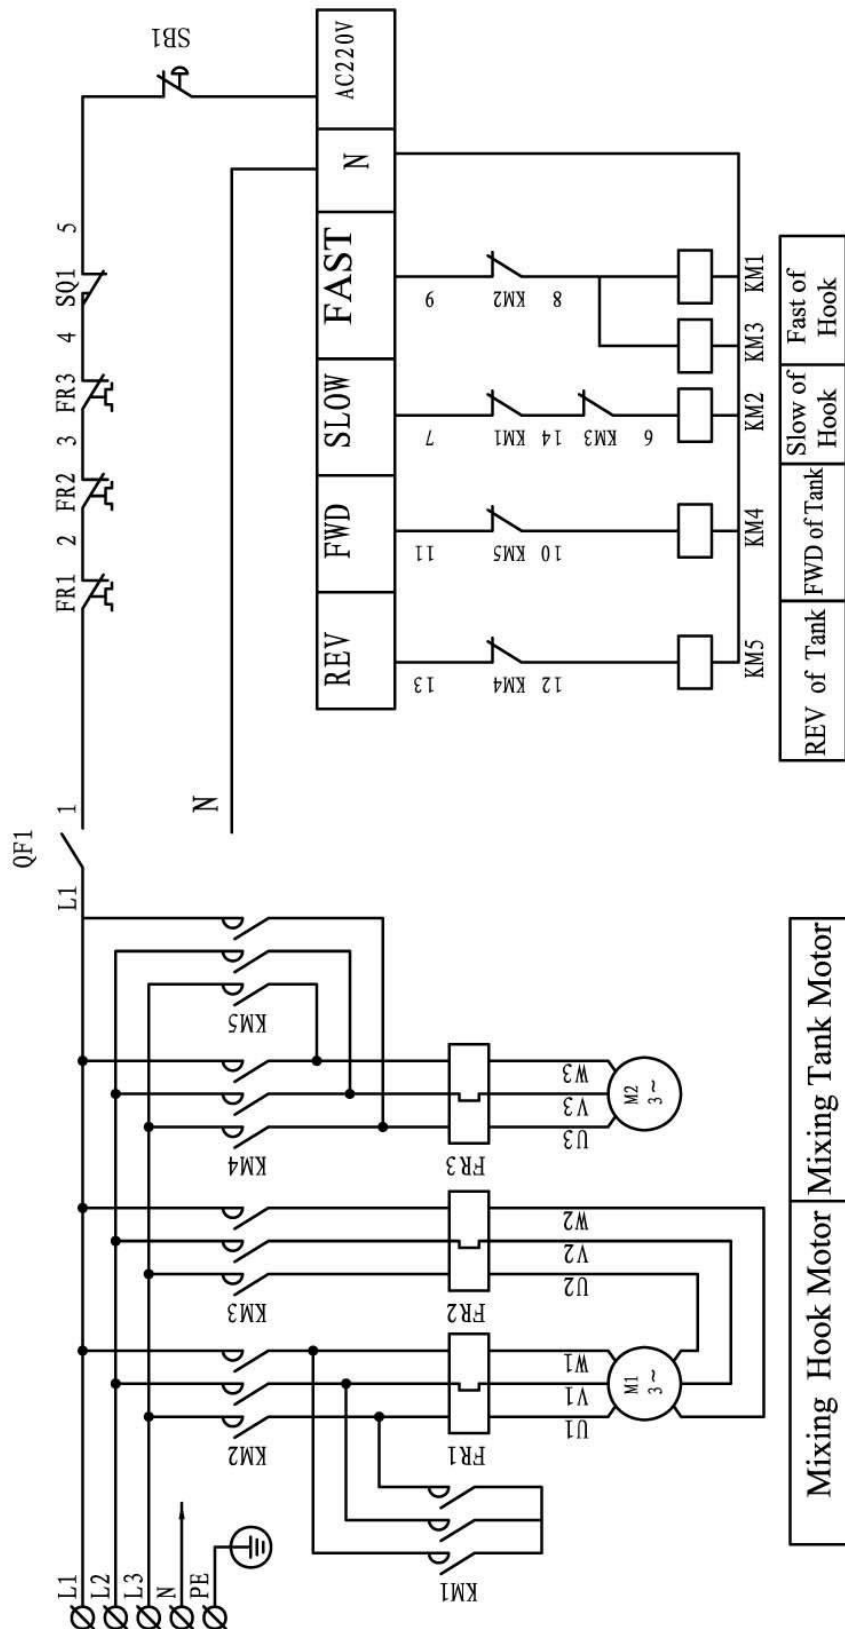 L1
L2
L3
N
PE
KM1
KM2
FR1
U1
V1
W1
M1
3~
KM3
FR2
U2
V2
W2
KM4
FR3
U3
V3
W3
M2
3~
KM5
L1
QF1
1
N
FR1
2
FR2
3
FR3
4
SQ1
5
SB1
AC220V
N
FAST
SLOW
FWD
REV
9
KM2
8
KM1
KM3
7
KM1
14
KM3
6
KM2
11
KM5
10
KM4
13
KM4
12
KM5
Fast of
Hook
Slow of
Hook
FWD of Tank
REV of Tank
Mixing Hook Motor
Mixing Tank Motor